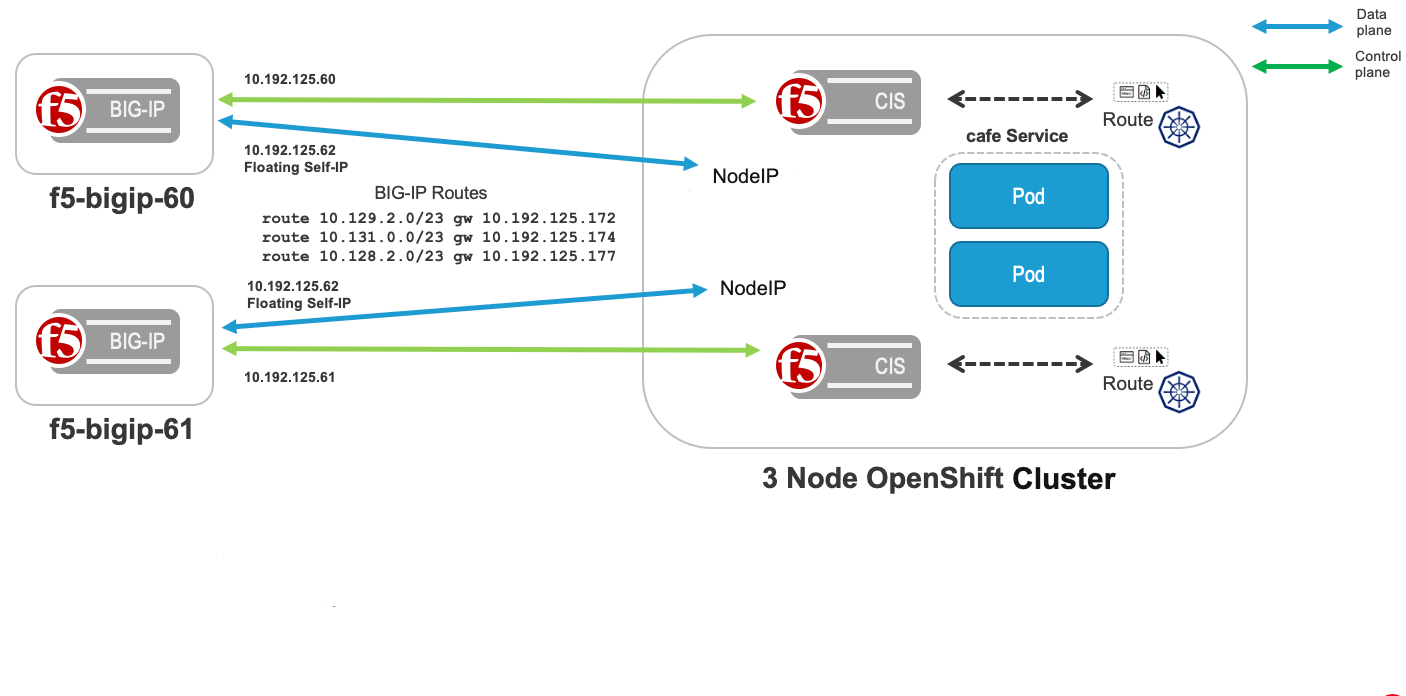 Data
plane
Control
plane
10.192.125.60
f5 BIG-IP
f5 CIS
Route
cafe Service
10.192.125.62
Floating Self-IP
NodeIP
f5-bigip-60
BIG-IP Routes
route 10.129.2.0/23 gw 10.192.125.172
route 10.131.0.0/23 gw 10.192.125.174
route 10.128.2.0/23 gw 10.192.125.177
Pod
Pod
10.192.125.62
Floating Self-IP
NodeIP
f5 BIG-IP
f5 CIS
Route
10.192.125.61
f5-bigip-61
3 Node OpenShift Cluster